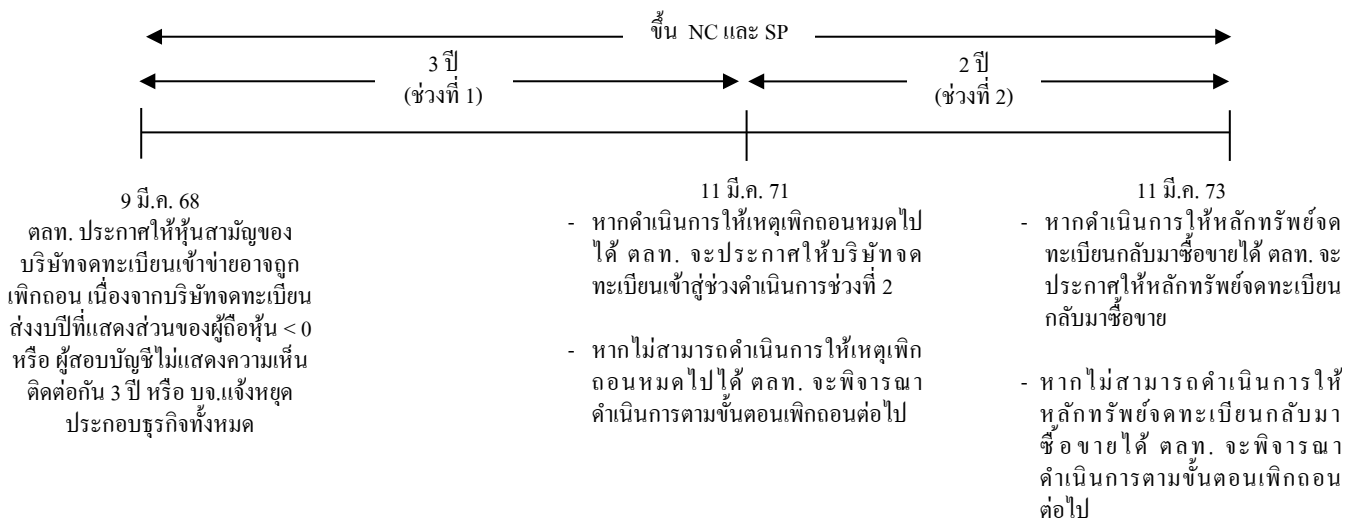 ขึ้น NC และ SP
3 ปี
(ช่วงที่ 1)
2 ปี
(ช่วงที่ 2)
9 มี.ค. 68
ตลท. ประกาศให้หุ้นสามัญของ
บริษัทจดทะเบียนเข้าข่ายอาจถูก
เพิกถอน เนื่องจากบริษัทจดทะเบียน
ส่งงบปีที่แสดงส่วนของผู้ถือหุ้น < 0
หรือ ผู้สอบบัญชีไม่แสดงความเห็น
ติดต่อกัน 3 ปี หรือ บจ.แจ้งหยุด
ประกอบธุรกิจทั้งหมด
11 มี.ค. 71
- หากดำเนินการให้เหตุเพิกถอนหมดไป
ได้ ตลท. จะประกาศให้บริษัทจด
ทะเบียนเข้าสู่ช่วงดำเนินการช่วงที่ 2
- หากไม่สามารถดำเนินการให้เหตุเพิก
ถอนหมดไปได้ ตลท. จะพิจารณา
ดำเนินการตามขั้นตอนเพิกถอนต่อไป
11 มี.ค. 73
- หากดำเนินการให้หลักทรัพย์จด
ทะเบียนกลับมาซื้อขายได้ ตลท. จะ
ประกาศให้หลักทรัพย์จดทะเบียน
กลับมาซื้อขาย
- หากไม่สามารถดำเนินการให้
หลักทรัพย์จดทะเบียนกลับมา
ซื้อขายได้ ตลท. จะพิจารณา
ดำเนินการตามขั้นตอนเพิกถอน
ต่อไป